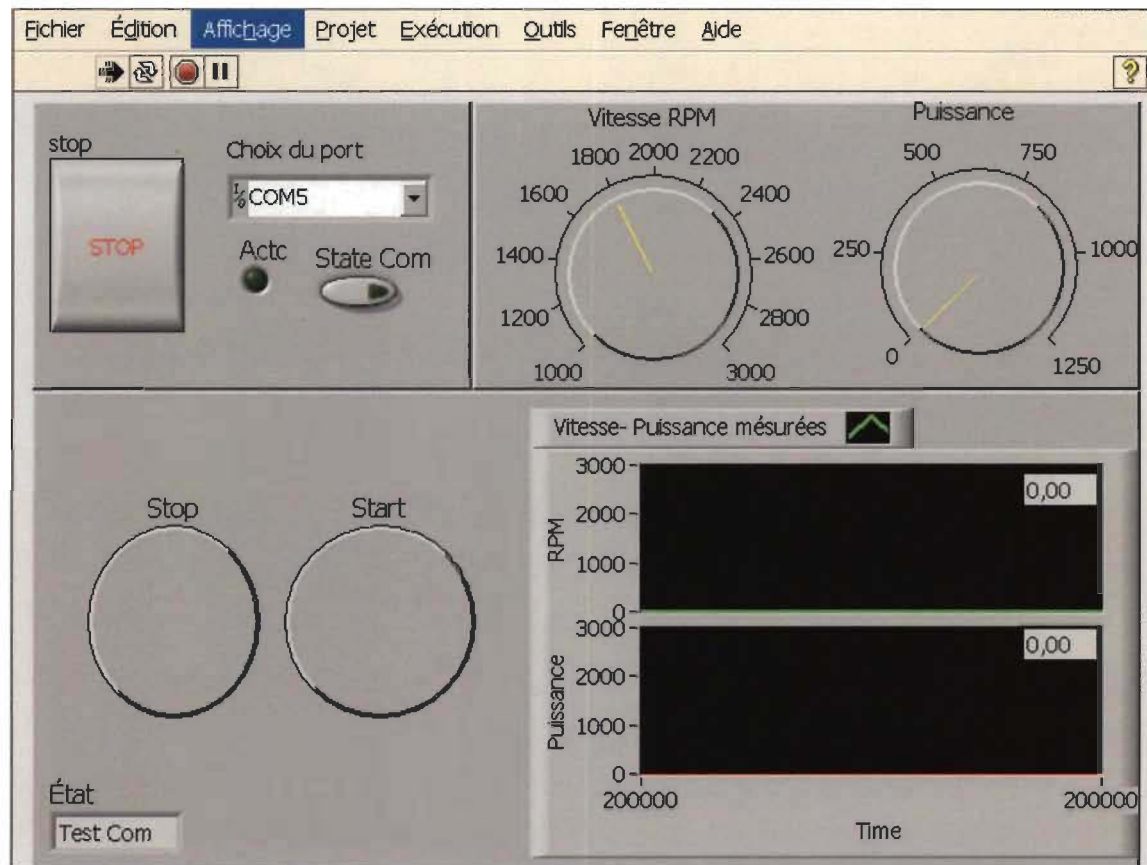 Fichier Édition Affichage Projet Exécution Outils Fenêtre Aide
stop
STOP
Choix du port
COM5
Actc
State Com
Vitesse RPM
1000 1200 1400 1600 1800 2000 2200 2400 2600 2800 3000
Puissance
0 250 500 750 1000 1250
Stop
Start
État
Test Com
Vitesse- Puissance mésurées
RPM
3000
2000
1000
0
0,00
Puissance
3000
2000
1000
0
0,00
200000 200000
Time